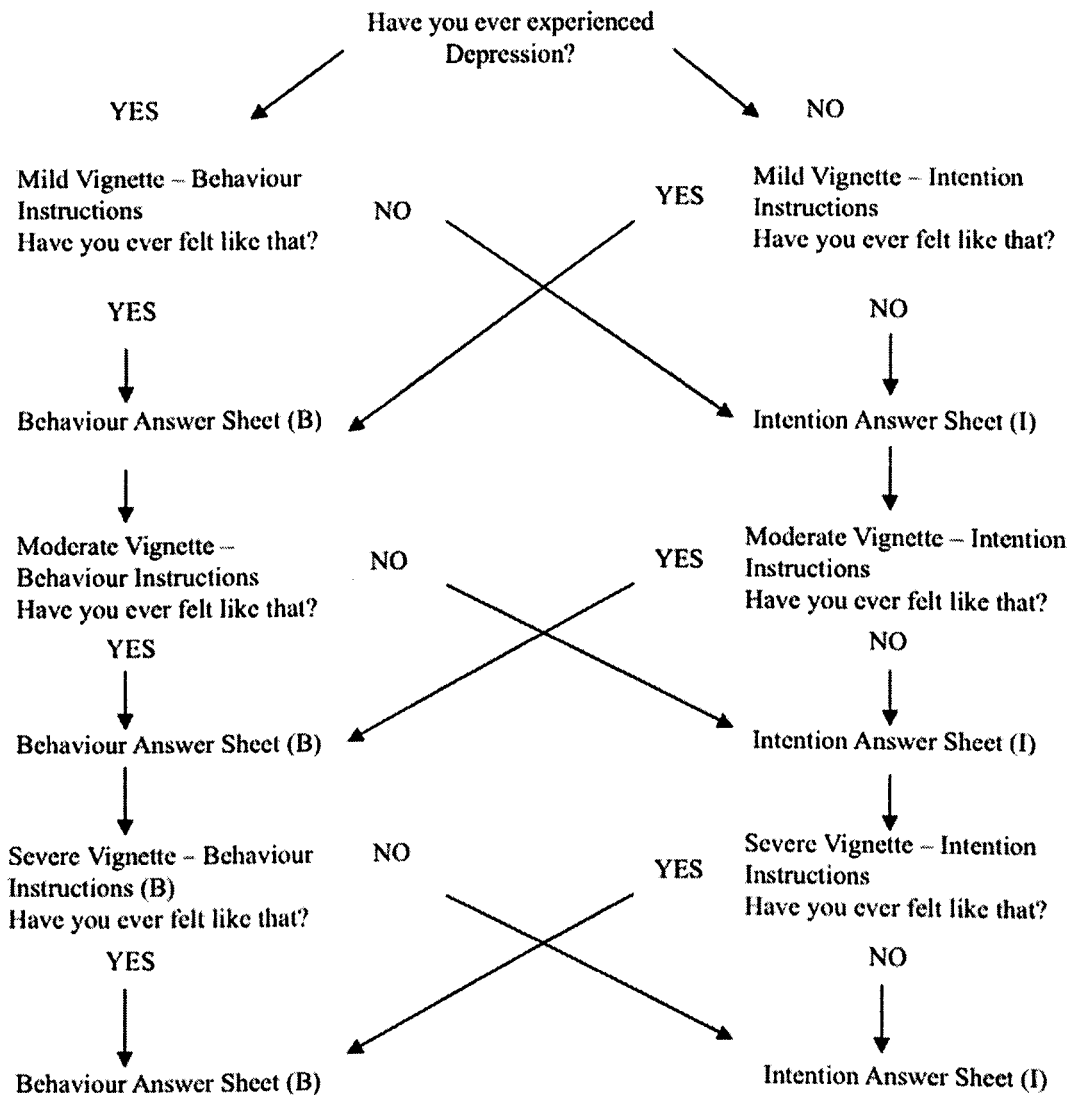 Have you ever experienced
Depression?
YES
NO
Mild Vignette – Behaviour
Instructions
Have you ever felt like that?
NO
YES
Mild Vignette – Intention
Instructions
Have you ever felt like that?
YES
NO
Behaviour Answer Sheet (B)
Intention Answer Sheet (I)
Moderate Vignette –
Behaviour Instructions
Have you ever felt like that?
NO
YES
Moderate Vignette – Intention
Instructions
Have you ever felt like that?
YES
NO
Behaviour Answer Sheet (B)
Intention Answer Sheet (I)
Severe Vignette – Behaviour
Instructions (B)
Have you ever felt like that?
NO
YES
Severe Vignette – Intention
Instructions
Have you ever felt like that?
YES
NO
Behaviour Answer Sheet (B)
Intention Answer Sheet (I)